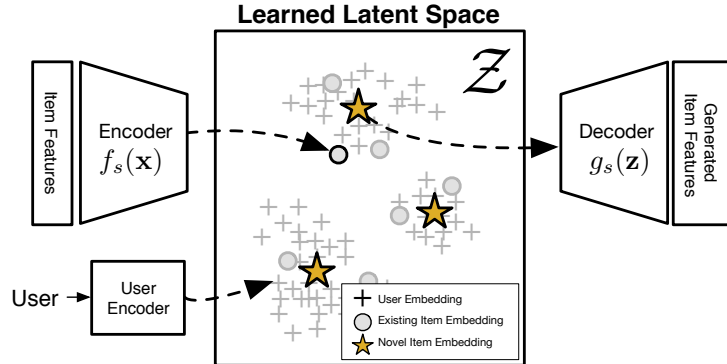 Learned Latent Space
𝒵
Item Features
Encoder
f_s(x)
Decoder
g_s(z)
Generated
Item Features
User
User
Encoder
User Embedding
Existing Item Embedding
Novel Item Embedding